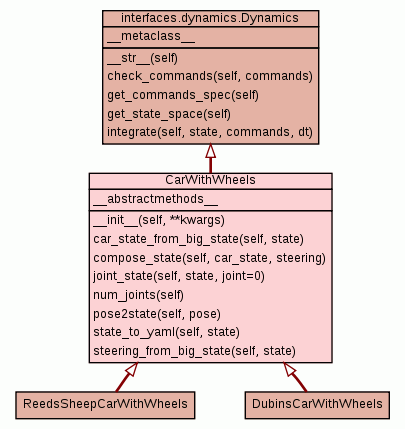 interfaces.dynamics.Dynamics
__metaclass__
__str__(self)
check_commands(self, commands)
get_commands_spec(self)
get_state_space(self)
integrate(self, state, commands, dt)
CarWithWheels
__abstractmethods__
__init__(self, **kwargs)
car_state_from_big_state(self, state)
compose_state(self, car_state, steering)
joint_state(self, state, joint=0)
num_joints(self)
pose2state(self, pose)
state_to_yaml(self, state)
steering_from_big_state(self, state)
ReedsSheepCarWithWheels
DubinsCarWithWheels